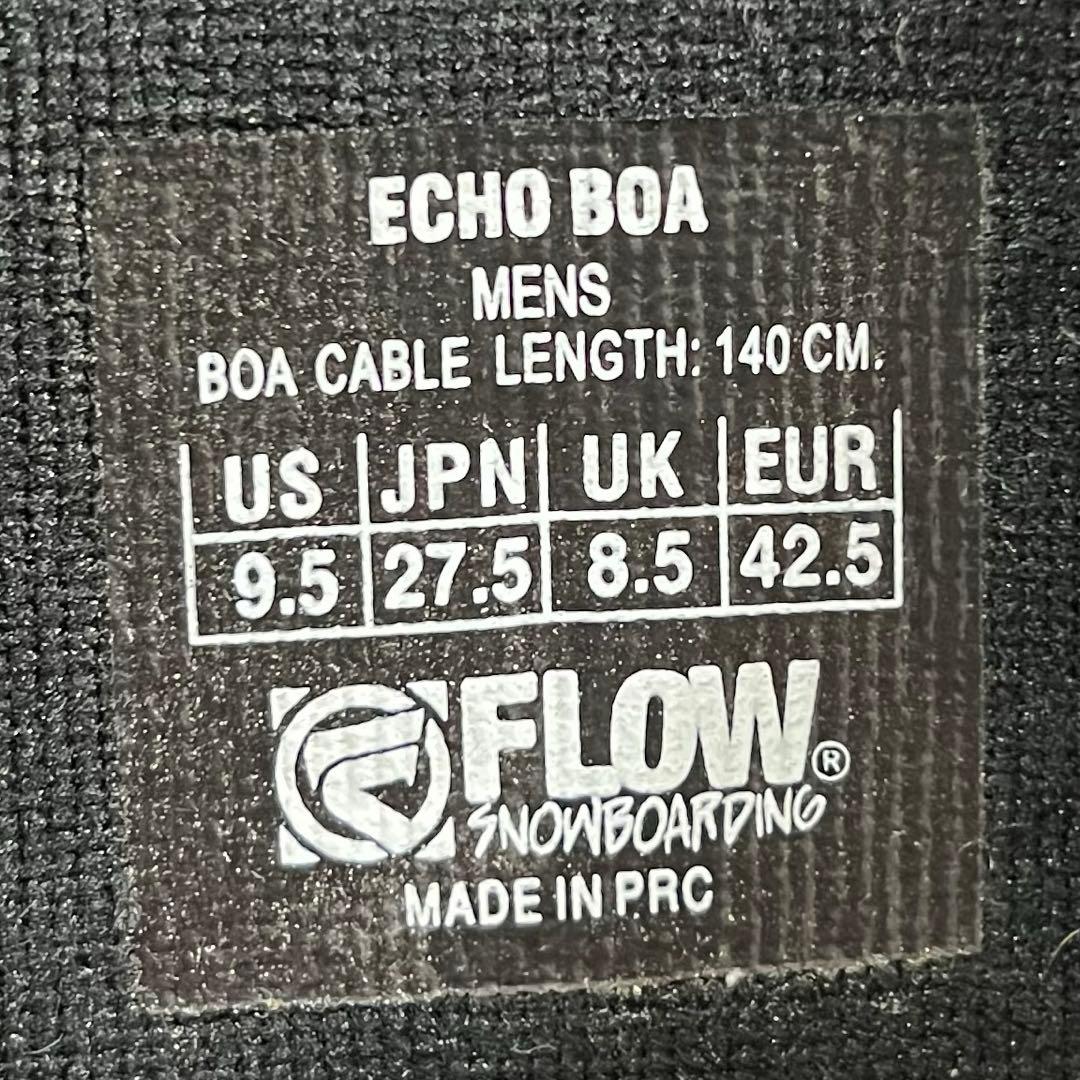 ECHO BOA
MENS
BOA CABLE LENGTH: 140 CM.
US JPN UK EUR
9.5 27.5 8.5 42.5
FLOW®
SNOWBOARDING
MADE IN PRC